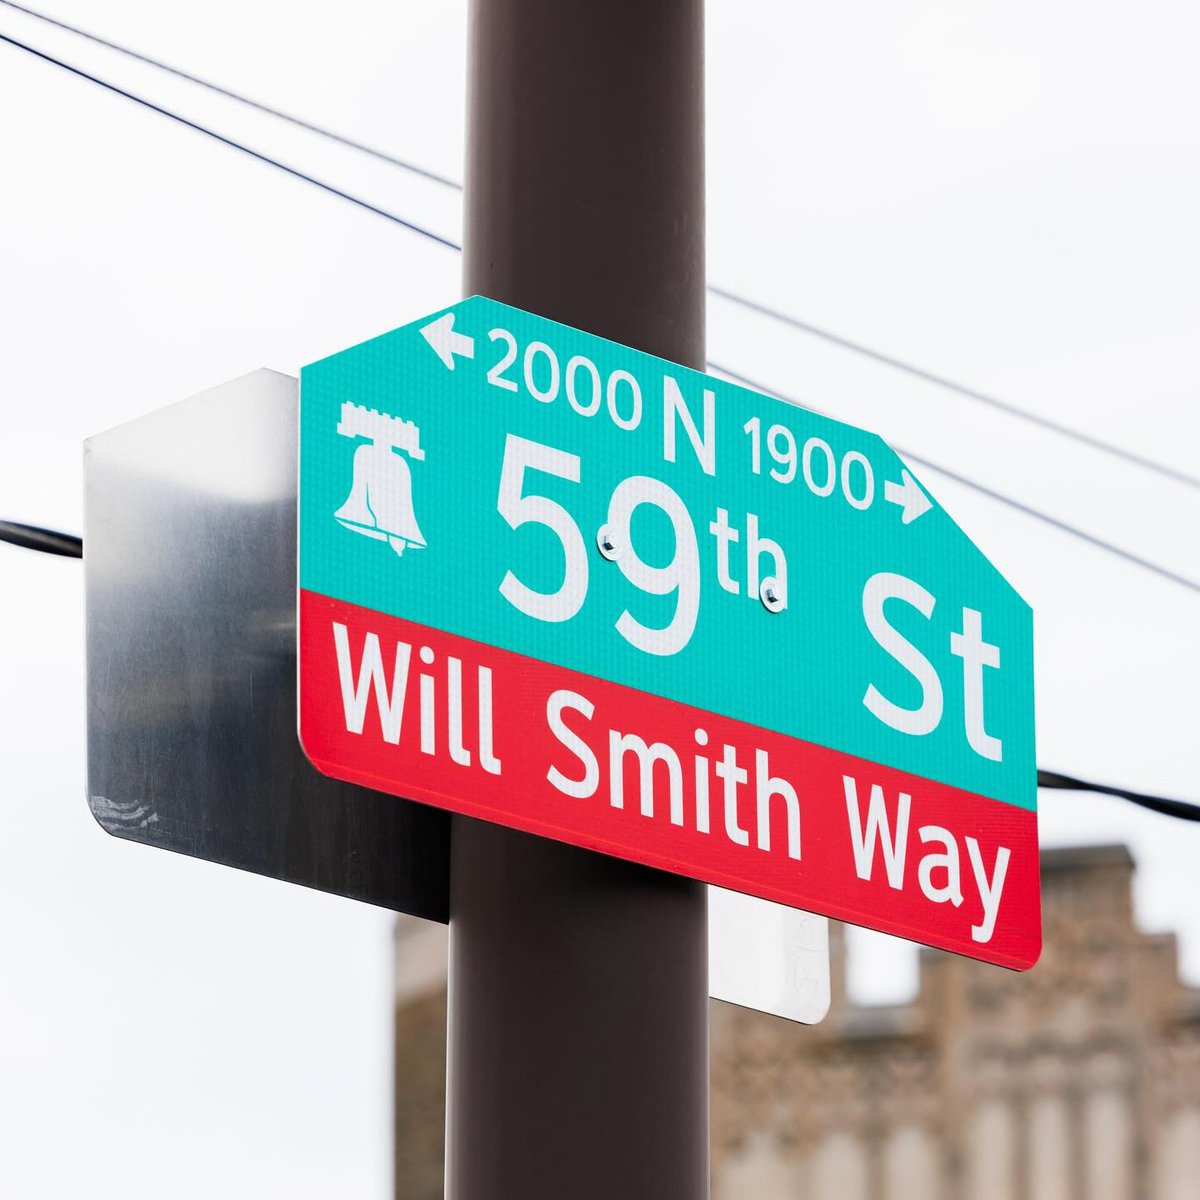 ← 2000 N 1900 →
59th St
Will Smith Way